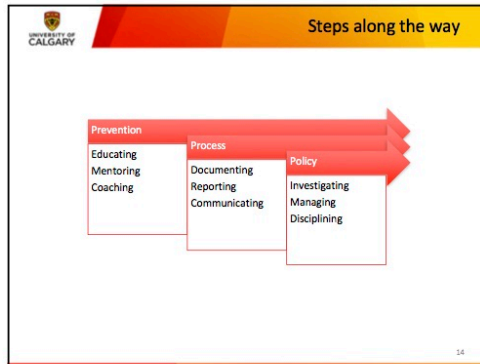 UNIVERSITY OF
CALGARY
Steps along the way
Prevention
Educating
Mentoring
Coaching
Process
Documenting
Reporting
Communicating
Policy
Investigating
Managing
Disciplining
14